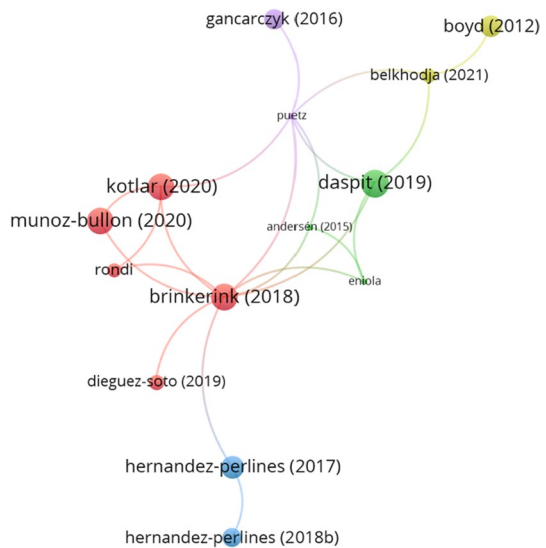 gancarczyk (2016)
boyd (2012)
belkhodja (2021)
puetz
kotlar (2020)
daspit (2019)
munoz-bullon (2020)
andersén (2015)
rondi
eniola
brinkerink (2018)
dieguez-soto (2019)
hernandez-perlines (2017)
hernandez-perlines (2018b)